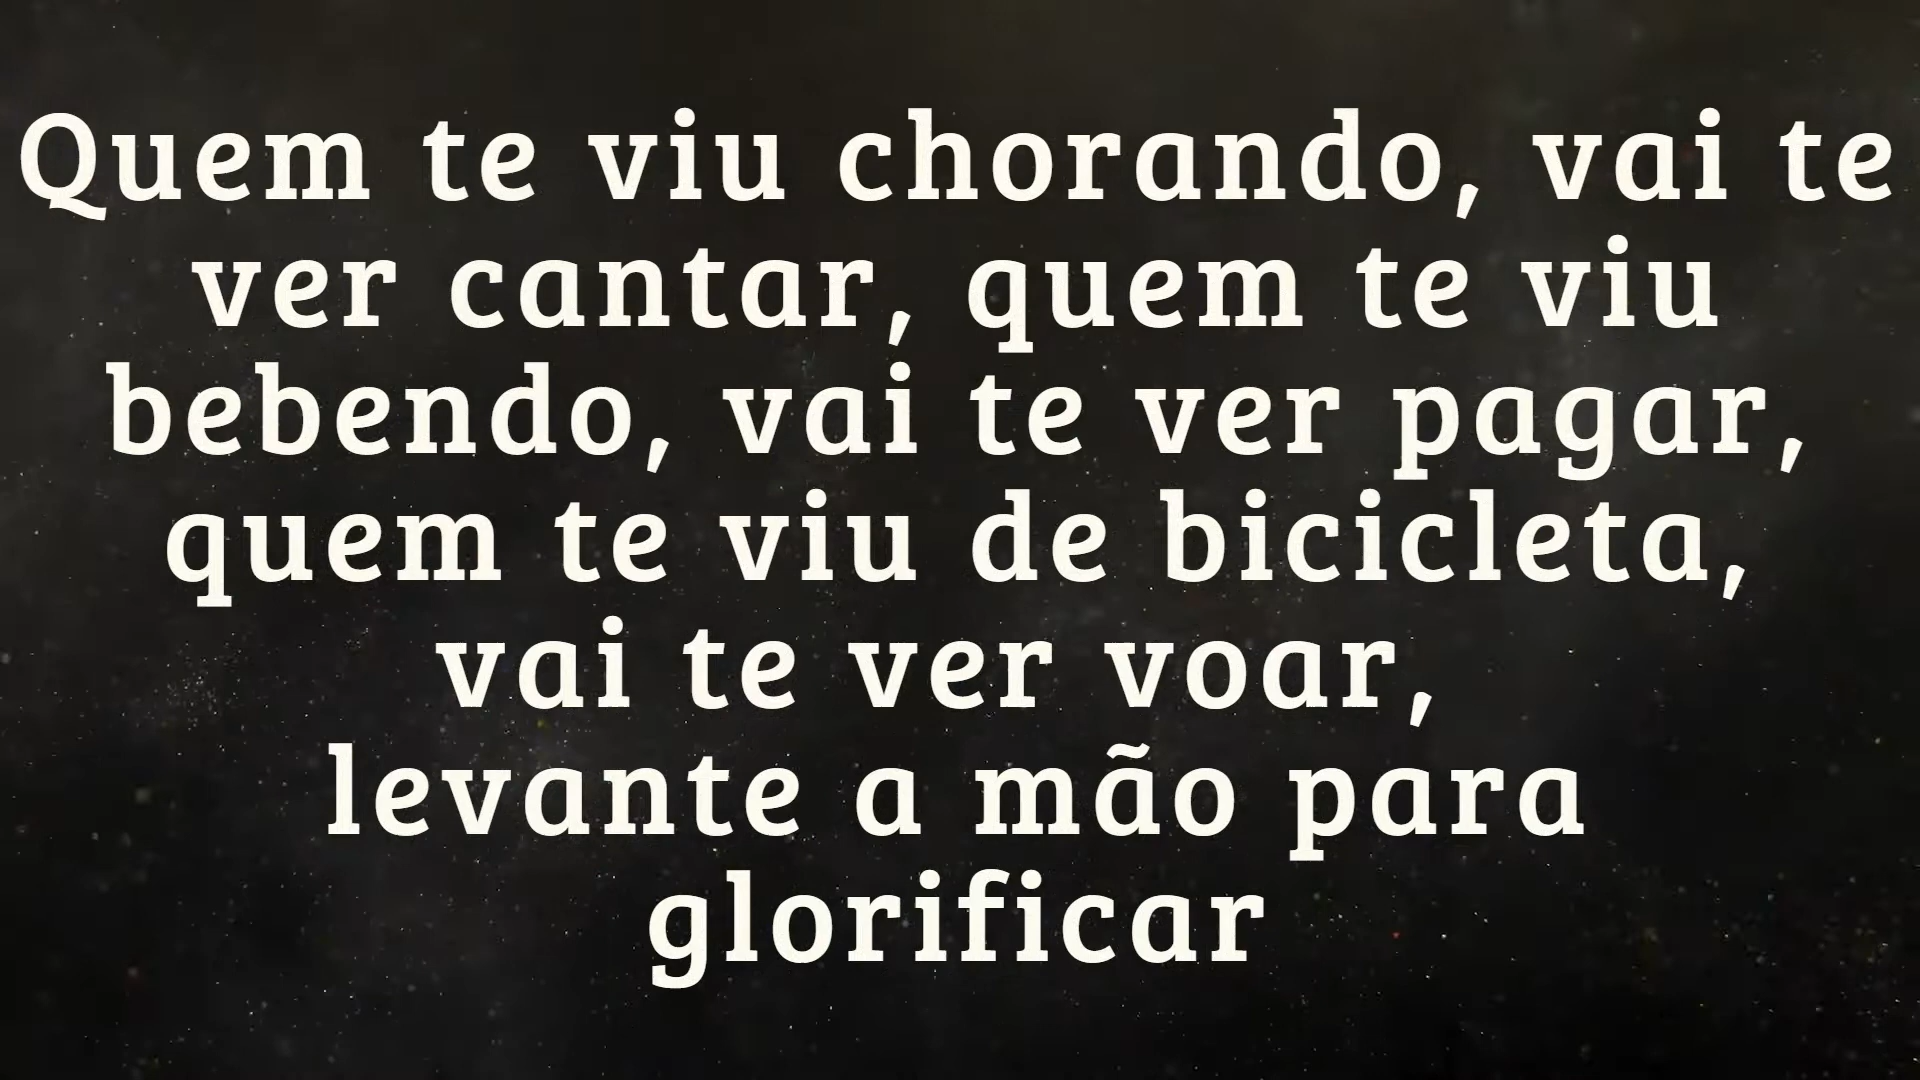 Quem te viu chorando, vai te
ver cantar, quem te viu
bebendo, vai te ver pagar,
quem te viu de bicicleta,
vai te ver voar,
levante a mão para
glorificar